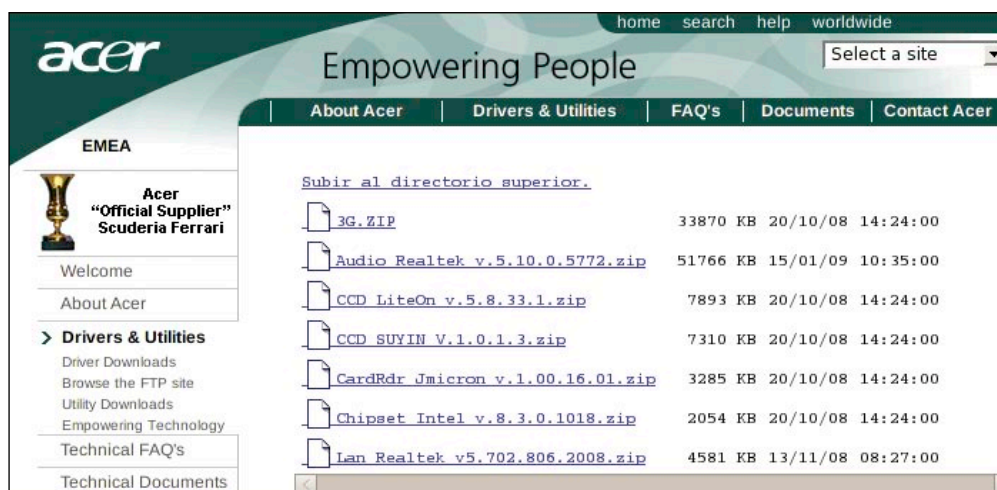 home search help worldwide
acer
Empowering People
Select a site
About Acer | Drivers & Utilities | FAQ's | Documents | Contact Acer
EMEA
Acer
“Official Supplier”
Scuderia Ferrari
Welcome
About Acer
Drivers & Utilities
Driver Downloads
Browse the FTP site
Utility Downloads
Empowering Technology
Technical FAQ's
Technical Documents
Subir al directorio superior.
3G.ZIP 33870 KB 20/10/08 14:24:00
Audio Realtek v.5.10.0.5772.zip 51766 KB 15/01/09 10:35:00
CCD LiteOn v.5.8.33.1.zip 7893 KB 20/10/08 14:24:00
CCD SUYIN V.1.0.1.3.zip 7310 KB 20/10/08 14:24:00
CardRdr Jmicron v.1.00.16.01.zip 3285 KB 20/10/08 14:24:00
Chipset Intel v.8.3.0.1018.zip 2054 KB 20/10/08 14:24:00
Lan Realtek v5.702.806.2008.zip 4581 KB 13/11/08 08:27:00